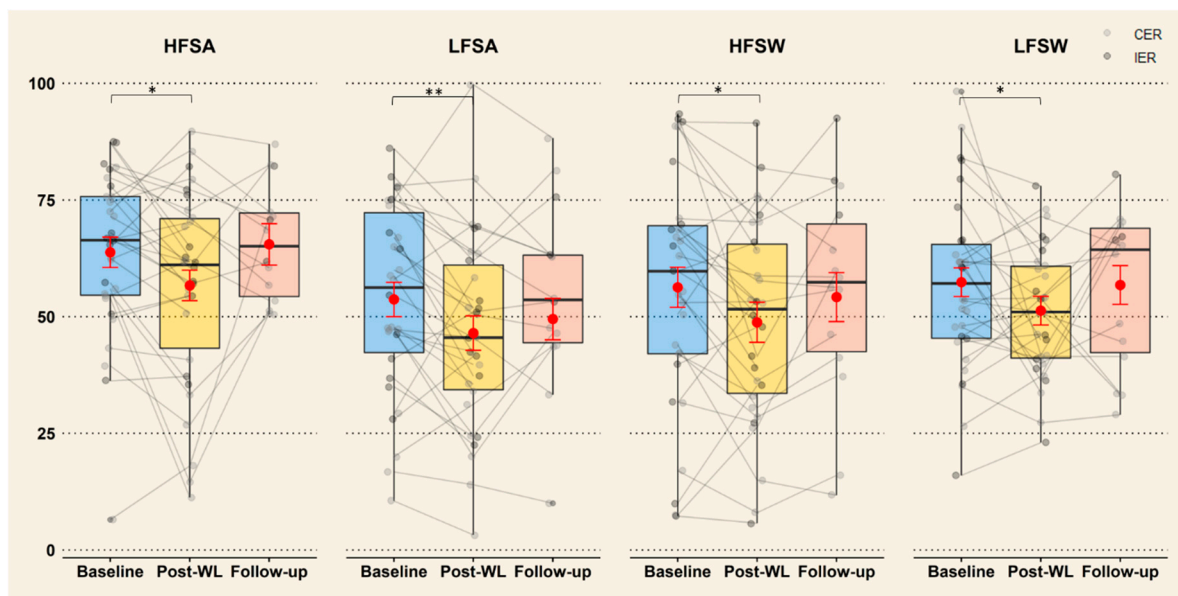 HFSA LFSA HFSW LFSW
CER
IER
100
* ** * *
75
50
25
0
Baseline Post-WL Follow-up Baseline Post-WL Follow-up Baseline Post-WL Follow-up Baseline Post-WL Follow-up